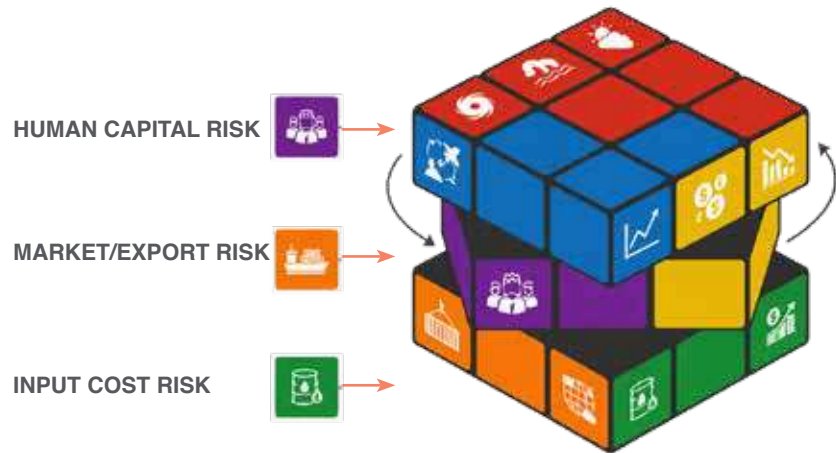 HUMAN CAPITAL RISK
MARKET/EXPORT RISK
INPUT COST RISK